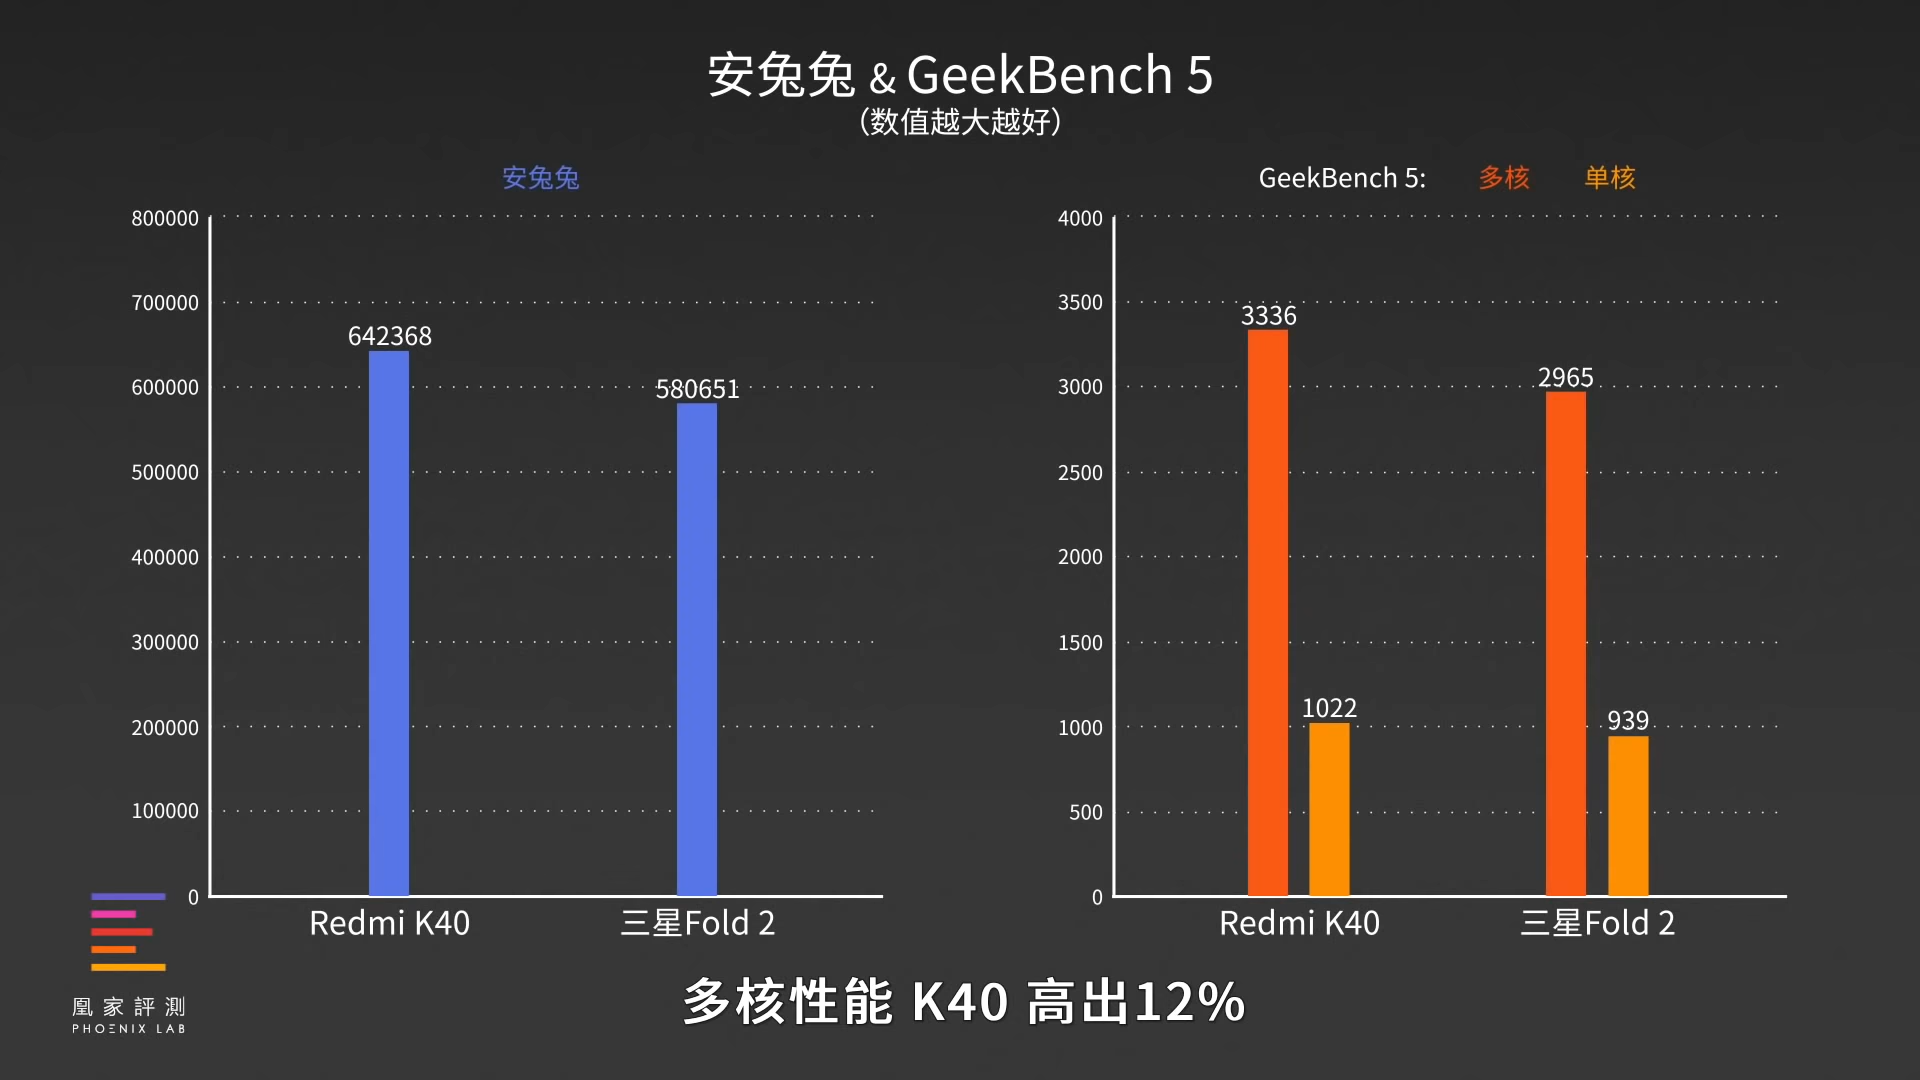 安兔兔 & GeekBench 5
（数值越大越好）
安兔兔
800000
700000
600000
500000
400000
300000
200000
100000
0
642368
580651
Redmi K40
三星Fold 2
GeekBench 5: 多核 单核
4000
3500
3000
2500
2000
1500
1000
500
0
3336
1022
2965
939
Redmi K40
三星Fold 2
多核性能 K40 高出12%
凰家評測
PHOENIX LAB